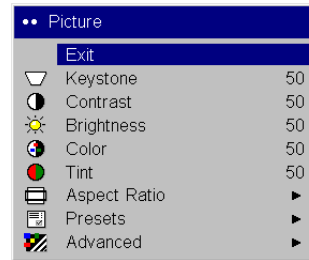 •• Picture
Exit
Keystone 50
Contrast 50
Brightness 50
Color 50
Tint 50
Aspect Ratio ►
Presets ►
Advanced ►